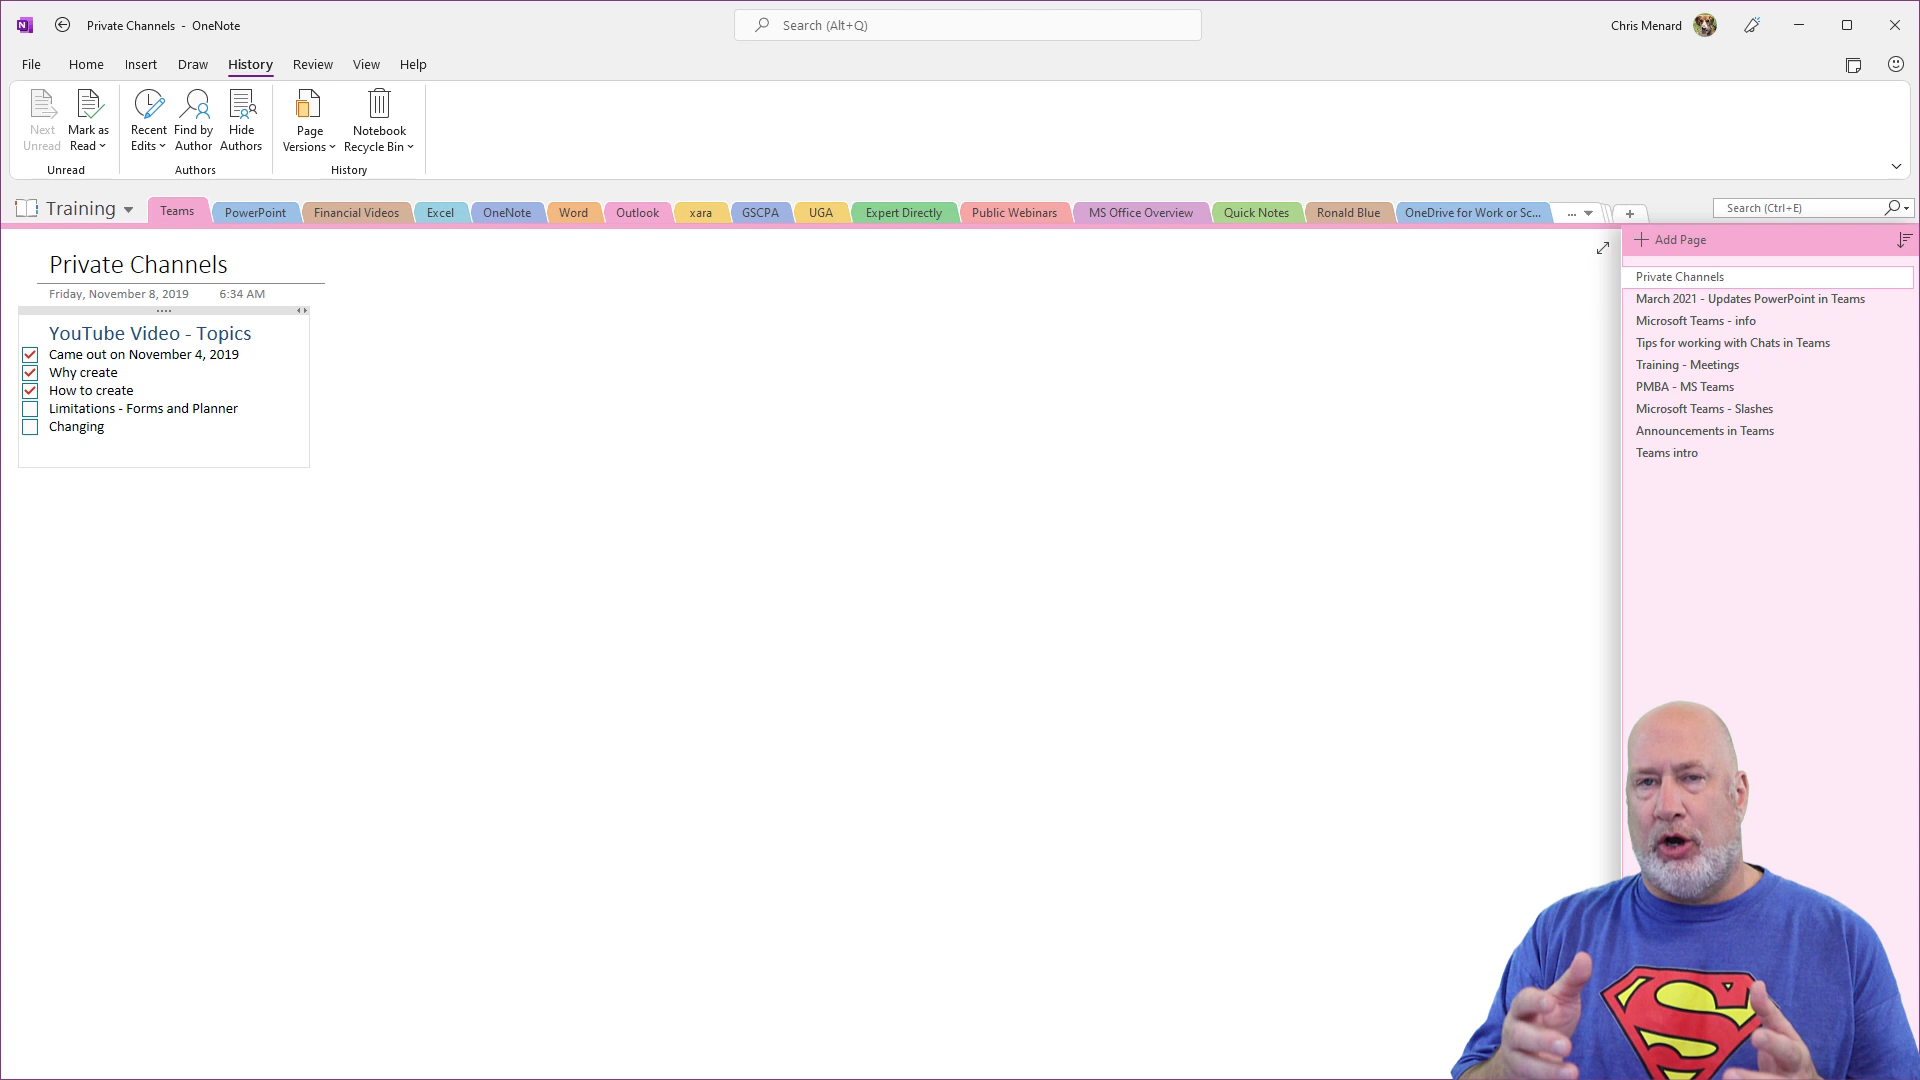 Private Channels - OneNote
Search (Alt+Q)
Chris Menard
File Home Insert Draw History Review View Help
Next Unread
Mark as Read
Unread
Recent Edits
Find by Author
Hide Authors
Authors
Page Versions
Notebook Recycle Bin
History
Training
Teams PowerPoint Financial Videos Excel OneNote Word Outlook xara GSCPA UGA Expert Directly Public Webinars MS Office Overview Quick Notes Ronald Blue OneDrive for Work or Sc... ...
Search (Ctrl+E)
Private Channels
Friday, November 8, 2019 6:34 AM
YouTube Video - Topics
Came out on November 4, 2019
Why create
How to create
Limitations - Forms and Planner
Changing
Add Page
Private Channels
March 2021 - Updates PowerPoint in Teams
Microsoft Teams - info
Tips for working with Chats in Teams
Training - Meetings
PMBA - MS Teams
Microsoft Teams - Slashes
Announcements in Teams
Teams intro